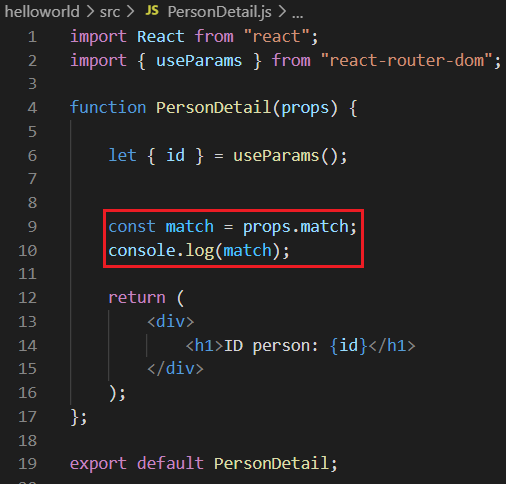 helloworld > src > JS PersonDetail.js > ...
1 import React from "react";
2 import { useParams } from "react-router-dom";
3
4 function PersonDetail(props) {
5
6 let { id } = useParams();
7
8
9 const match = props.match;
10 console.log(match);
11
12 return (
13 <div>
14 <h1>ID person: {id}</h1>
15 </div>
16 );
17 };
18
19 export default PersonDetail;